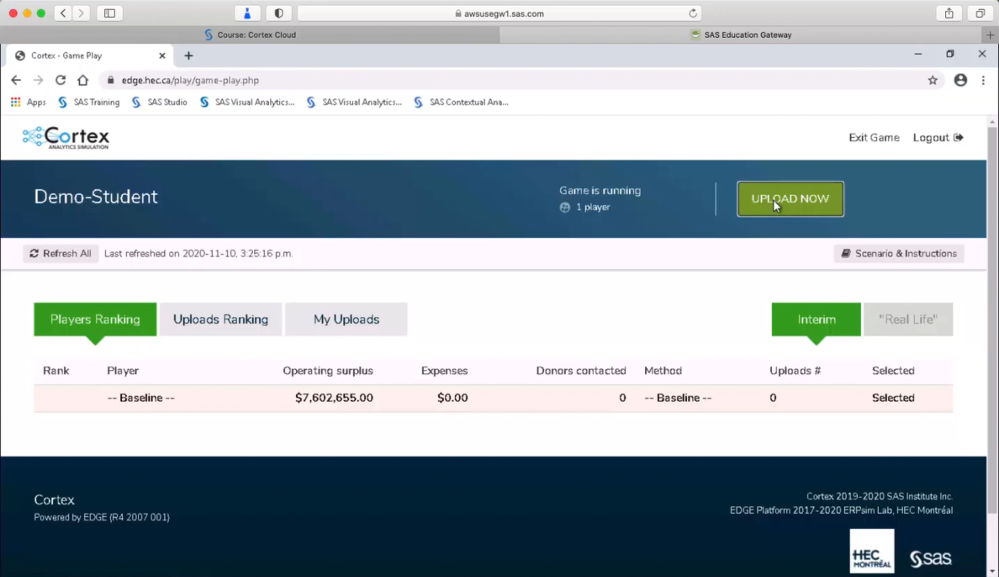 awsusegw1.sas.com
Course: Cortex Cloud
SAS Education Gateway
Cortex - Game Play
edge.hec.ca/play/game-play.php
Apps SAS Training SAS Studio SAS Visual Analytics... SAS Visual Analytics... SAS Contextual Ana...
Cortex
ANALYTICS SIMULATION
Exit Game Logout
Demo-Student
Game is running
1 player
UPLOAD NOW
Refresh All Last refreshed on 2020-11-10, 3:25:16 p.m. Scenario & Instructions
Players Ranking Uploads Ranking My Uploads Interim "Real Life"
Rank Player Operating surplus Expenses Donors contacted Method Uploads # Selected
-- Baseline -- $7,602,655.00 $0.00 0 -- Baseline -- 0 Selected
Cortex
Powered by EDGE (R4 2007 001)
Cortex 2019-2020 SAS Institute Inc.
EDGE Platform 2017-2020 ERPsim Lab, HEC Montréal
HEC
MONTRÉAL
sas